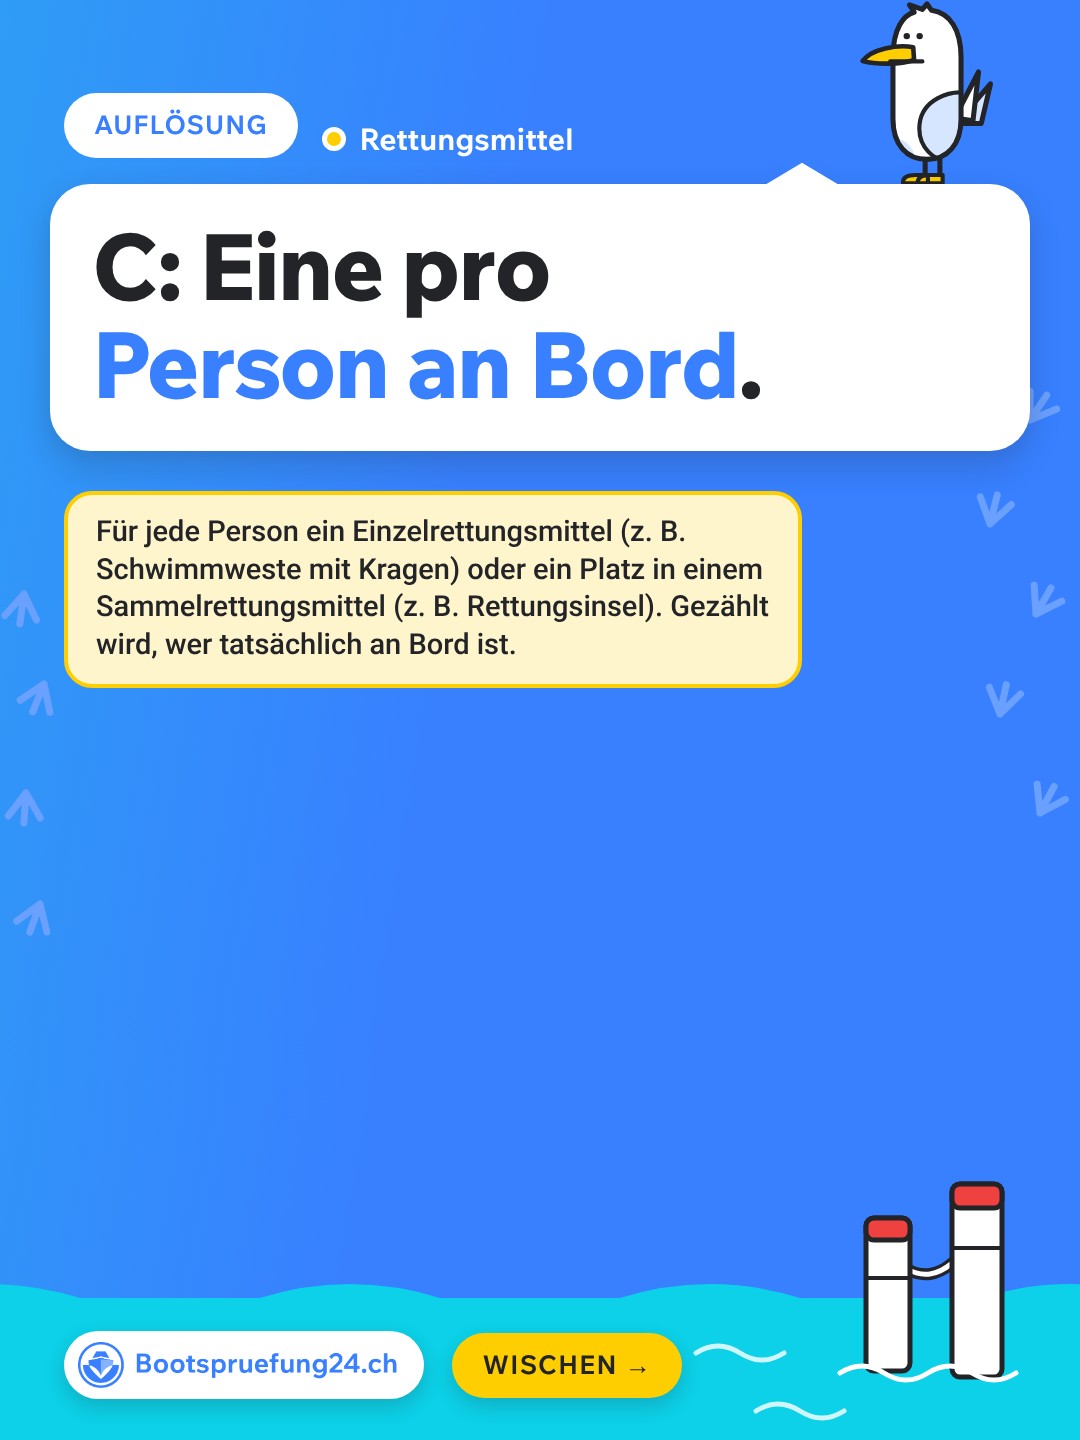 AUFLÖSUNG
Rettungsmittel
C: Eine pro
Person an Bord.
Für jede Person ein Einzelrettungsmittel (z. B.
Schwimmweste mit Kragen) oder ein Platz in einem
Sammelrettungsmittel (z. B. Rettungsinsel). Gezählt
wird, wer tatsächlich an Bord ist.
Bootspruefung24.ch
WISCHEN →